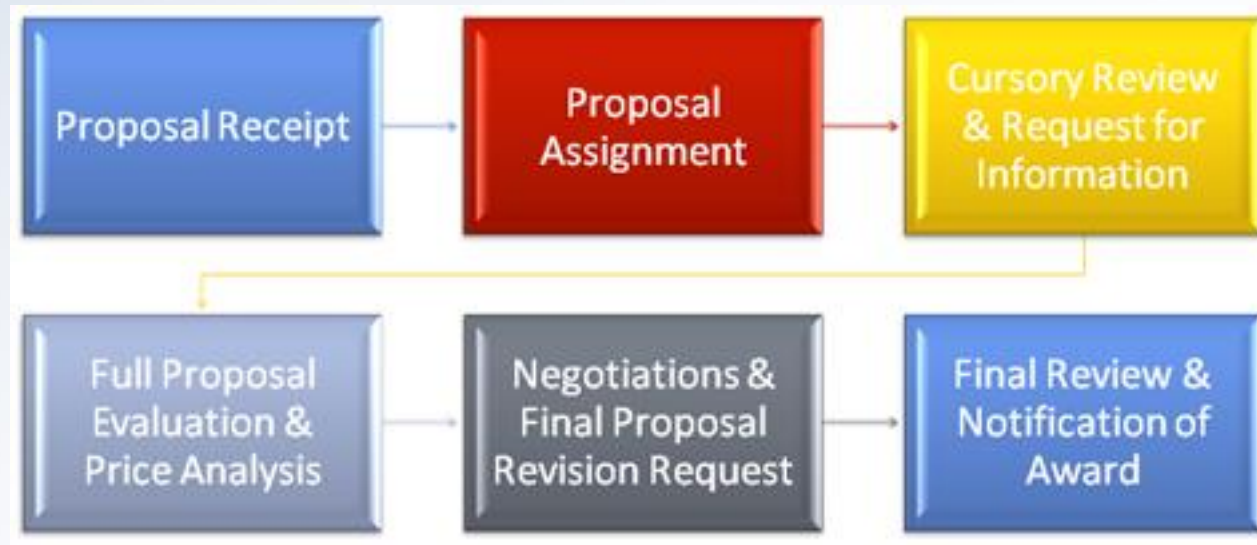 Proposal Receipt
Proposal
Assignment
Cursory Review
& Request for
Information
Full Proposal
Evaluation &
Price Analysis
Negotiations &
Final Proposal
Revision Request
Final Review &
Notification of
Award